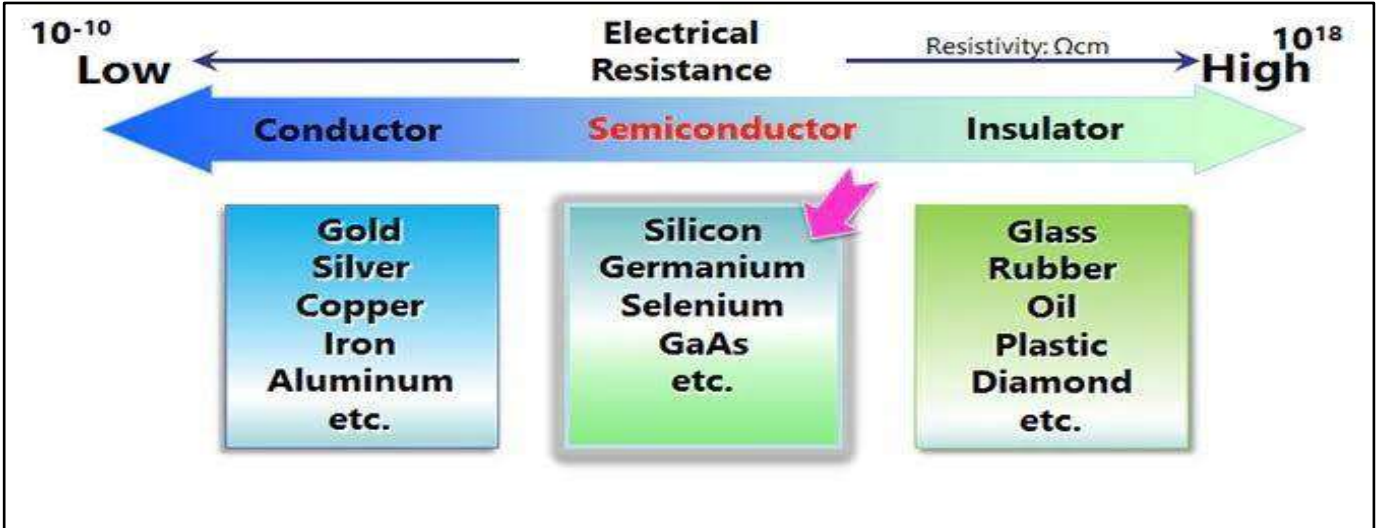 10⁻¹⁰
Low
Electrical
Resistance
Resistivity: Ωcm
10¹⁸
High
Conductor
Semiconductor
Insulator
Gold
Silver
Copper
Iron
Aluminum
etc.
Silicon
Germanium
Selenium
GaAs
etc.
Glass
Rubber
Oil
Plastic
Diamond
etc.